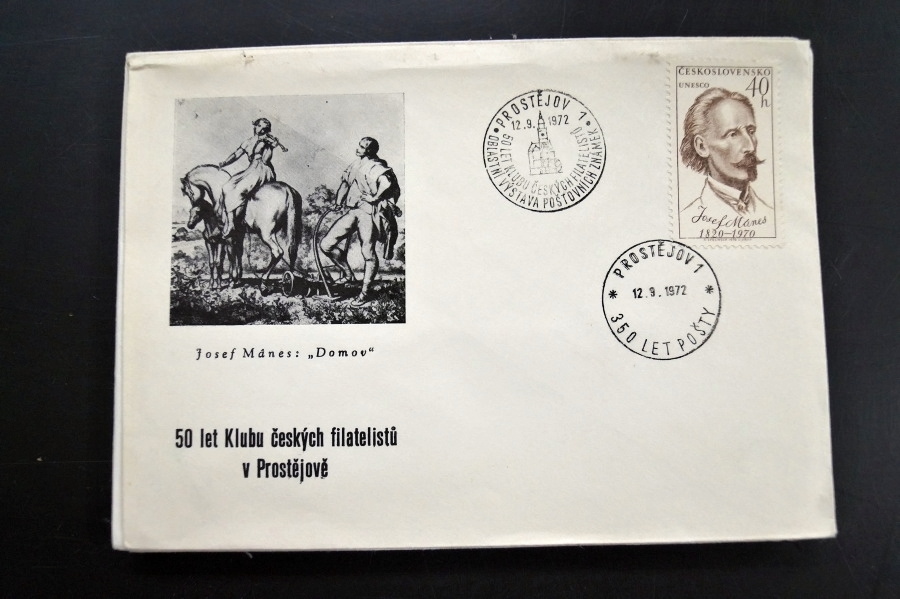 Josef Mánes: „Domov“
50 let Klubu českých filatelistů
v Prostějově
• PROSTĚJOV 1 •
12.9. 1972
50 LET KLUBU ČESKÝCH FILATELISTŮ
OBLASTNÍ VÝSTAVA POŠTOVNÍCH ZNÁMEK
ČESKOSLOVENSKO
UNESCO
40 h
Josef Mánes
1820–1970
PROSTĚJOV 1
* 12.9.1972 *
350 LET POŠTY